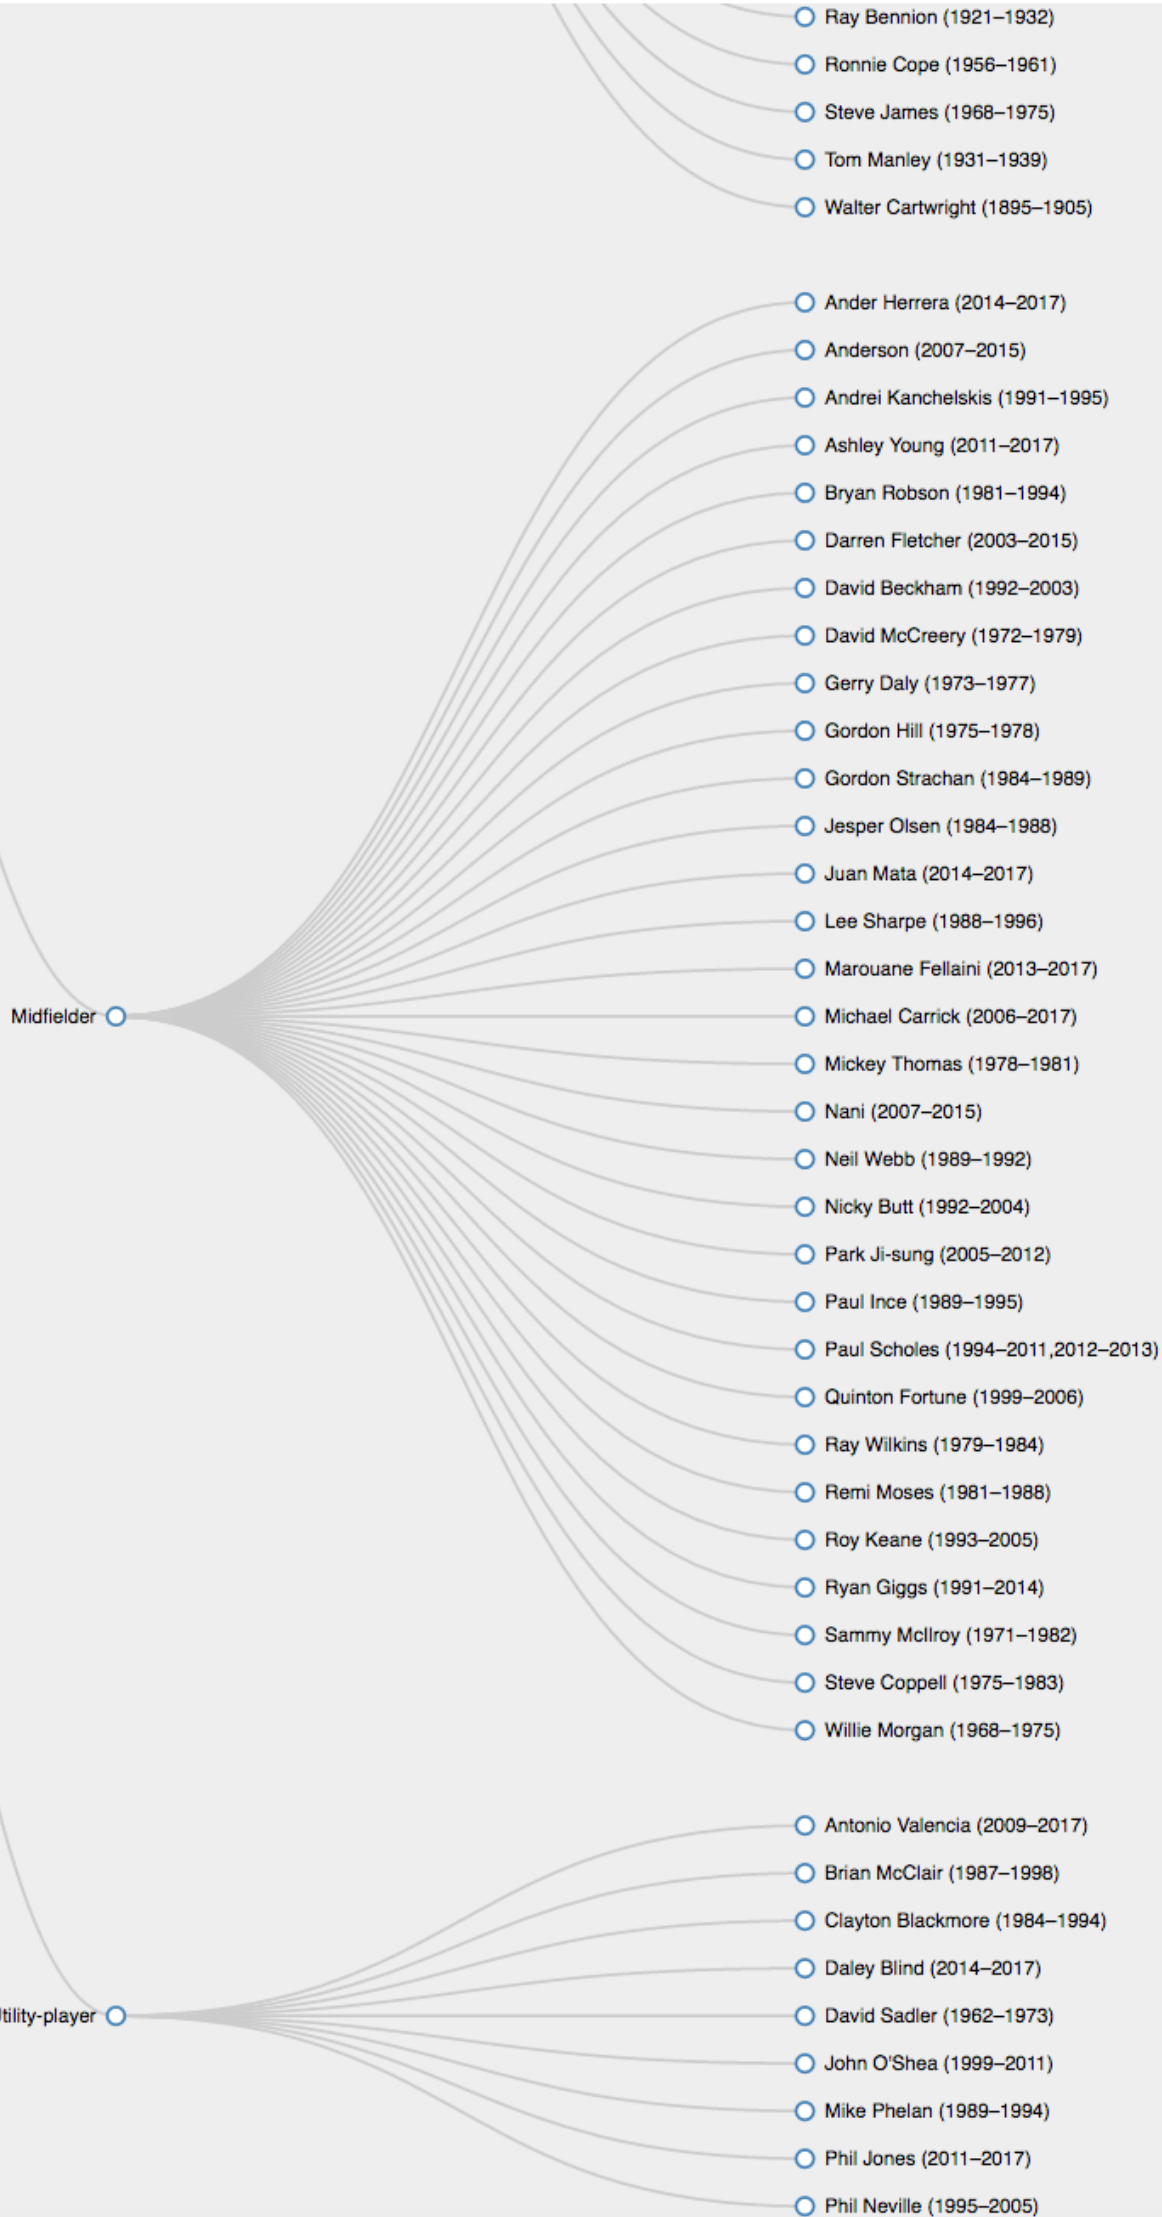 Ray Bennion (1921–1932)
Ronnie Cope (1956–1961)
Steve James (1968–1975)
Tom Manley (1931–1939)
Walter Cartwright (1895–1905)
Ander Herrera (2014–2017)
Anderson (2007–2015)
Andrei Kanchelskis (1991–1995)
Ashley Young (2011–2017)
Bryan Robson (1981–1994)
Darren Fletcher (2003–2015)
David Beckham (1992–2003)
David McCreery (1972–1979)
Gerry Daly (1973–1977)
Gordon Hill (1975–1978)
Gordon Strachan (1984–1989)
Jesper Olsen (1984–1988)
Juan Mata (2014–2017)
Lee Sharpe (1988–1996)
Marouane Fellaini (2013–2017)
Midfielder
Michael Carrick (2006–2017)
Mickey Thomas (1978–1981)
Nani (2007–2015)
Neil Webb (1989–1992)
Nicky Butt (1992–2004)
Park Ji-sung (2005–2012)
Paul Ince (1989–1995)
Paul Scholes (1994–2011,2012–2013)
Quinton Fortune (1999–2006)
Ray Wilkins (1979–1984)
Remi Moses (1981–1988)
Roy Keane (1993–2005)
Ryan Giggs (1991–2014)
Sammy McIlroy (1971–1982)
Steve Coppell (1975–1983)
Willie Morgan (1968–1975)
Antonio Valencia (2009–2017)
Brian McClair (1987–1998)
Clayton Blackmore (1984–1994)
Daley Blind (2014–2017)
tility-player
David Sadler (1962–1973)
John O'Shea (1999–2011)
Mike Phelan (1989–1994)
Phil Jones (2011–2017)
Phil Neville (1995–2005)